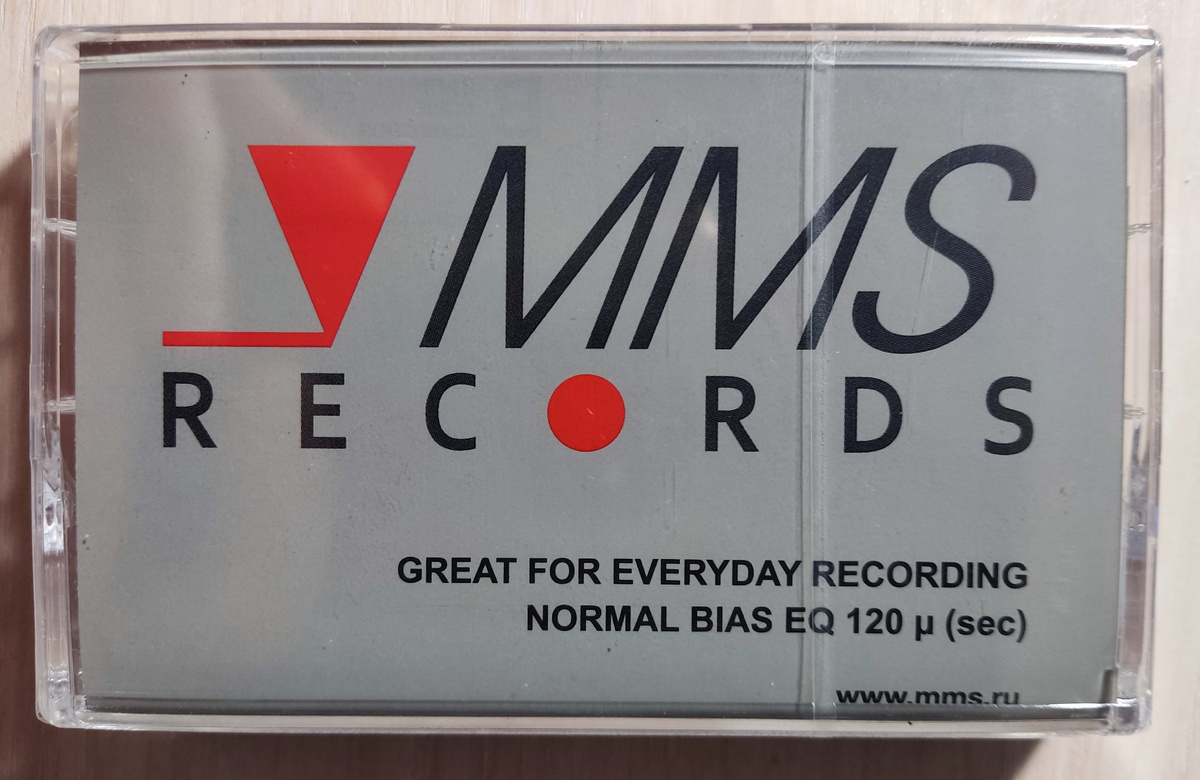 MMS
RECORDS
GREAT FOR EVERYDAY RECORDING
NORMAL BIAS EQ 120 μ (sec)
www.mms.ru